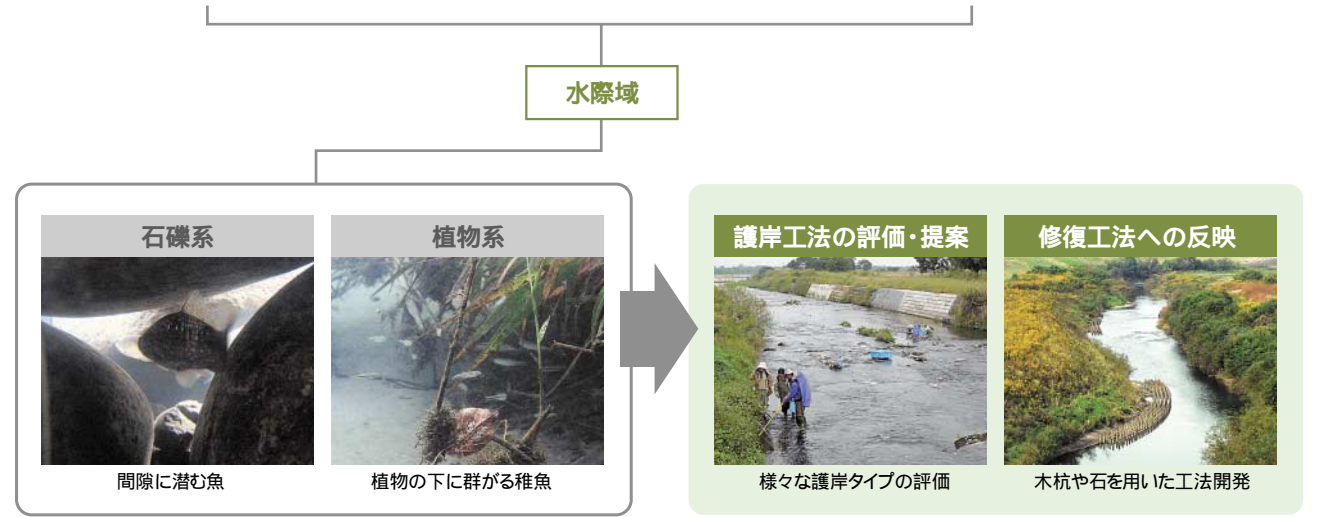 水際域
石礫系
植物系
護岸工法の評価・提案
修復工法への反映
間隙に潜む魚
植物の下に群がる稚魚
様々な護岸タイプの評価
木杭や石を用いた工法開発